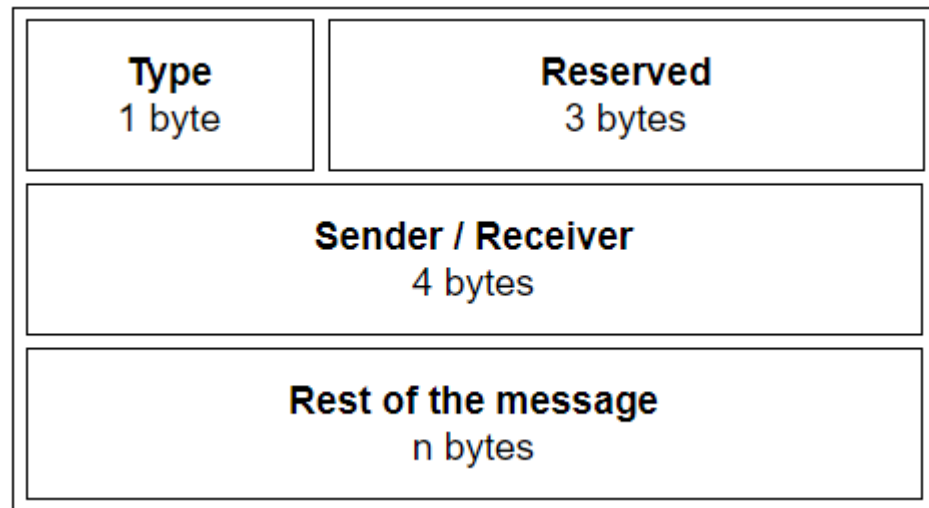 Type
1 byte
Reserved
3 bytes
Sender / Receiver
4 bytes
Rest of the message
n bytes